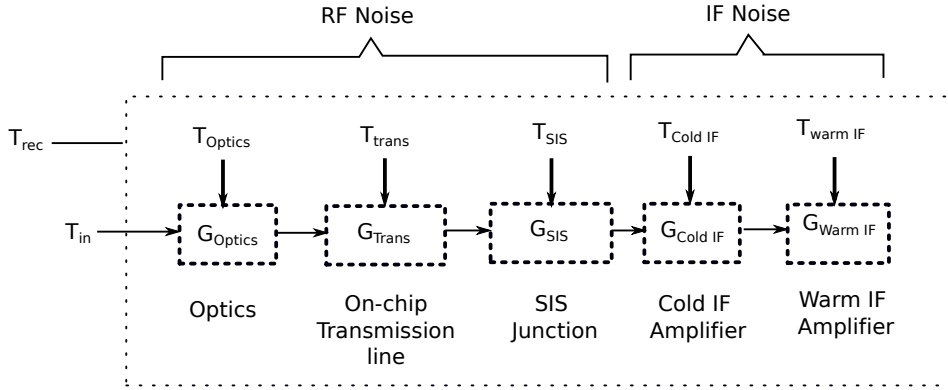 RF Noise
IF Noise
T_rec
T_Optics
T_trans
T_SIS
T_Cold IF
T_warm IF
T_in
G_Optics
G_Trans
G_SIS
G_Cold IF
G_Warm IF
Optics
On-chip
Transmission
line
SIS
Junction
Cold IF
Amplifier
Warm IF
Amplifier